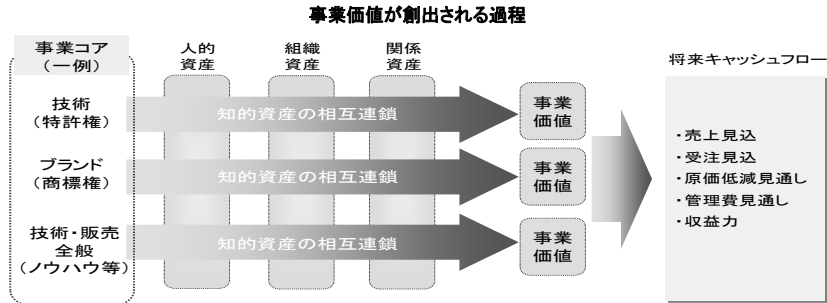 事業価値が創出される過程
事業コア
（一例）
人的
資産
組織
資産
関係
資産
将来キャッシュフロー
技術
（特許権）
知的資産の相互連鎖
事業
価値
ブランド
（商標権）
知的資産の相互連鎖
事業
価値
技術・販売
全般
（ノウハウ等）
知的資産の相互連鎖
事業
価値
・売上見込
・受注見込
・原価低減見通し
・管理費見通し
・収益力